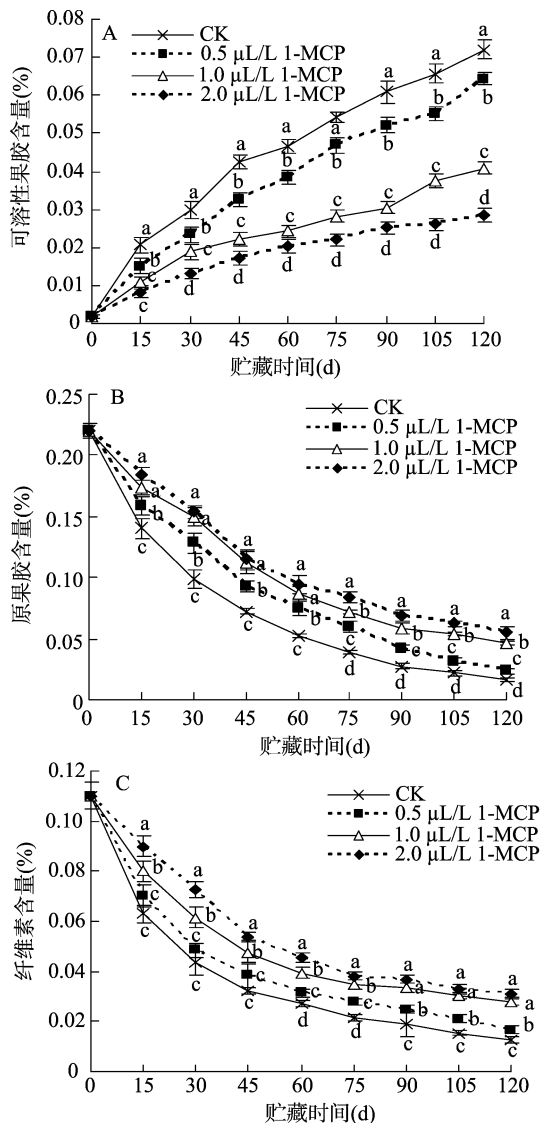 A
CK
0.5 μL/L 1-MCP
1.0 μL/L 1-MCP
2.0 μL/L 1-MCP
可溶性果胶含量(%)
0.08
0.07
0.06
0.05
0.04
0.03
0.02
0.01
0
a a a a a a a a
b b b b a b b b
c c c c c c c c
c d d d d d d d
0 15 30 45 60 75 90 105 120
贮藏时间(d)
B
CK
0.5 μL/L 1-MCP
1.0 μL/L 1-MCP
2.0 μL/L 1-MCP
原果胶含量(%)
0.25
0.20
0.15
0.10
0.05
0
a a a a a a a a
a a a a b b b b
b b b b c c c c
c c c c d d d d
0 15 30 45 60 75 90 105 120
贮藏时间(d)
C
CK
0.5 μL/L 1-MCP
1.0 μL/L 1-MCP
2.0 μL/L 1-MCP
纤维素含量(%)
0.12
0.10
0.08
0.06
0.04
0.02
0
a a a a a a a a
b b b b b a a a
c c c c c b b b
c c c d d c c c
0 15 30 45 60 75 90 105 120
贮藏时间(d)